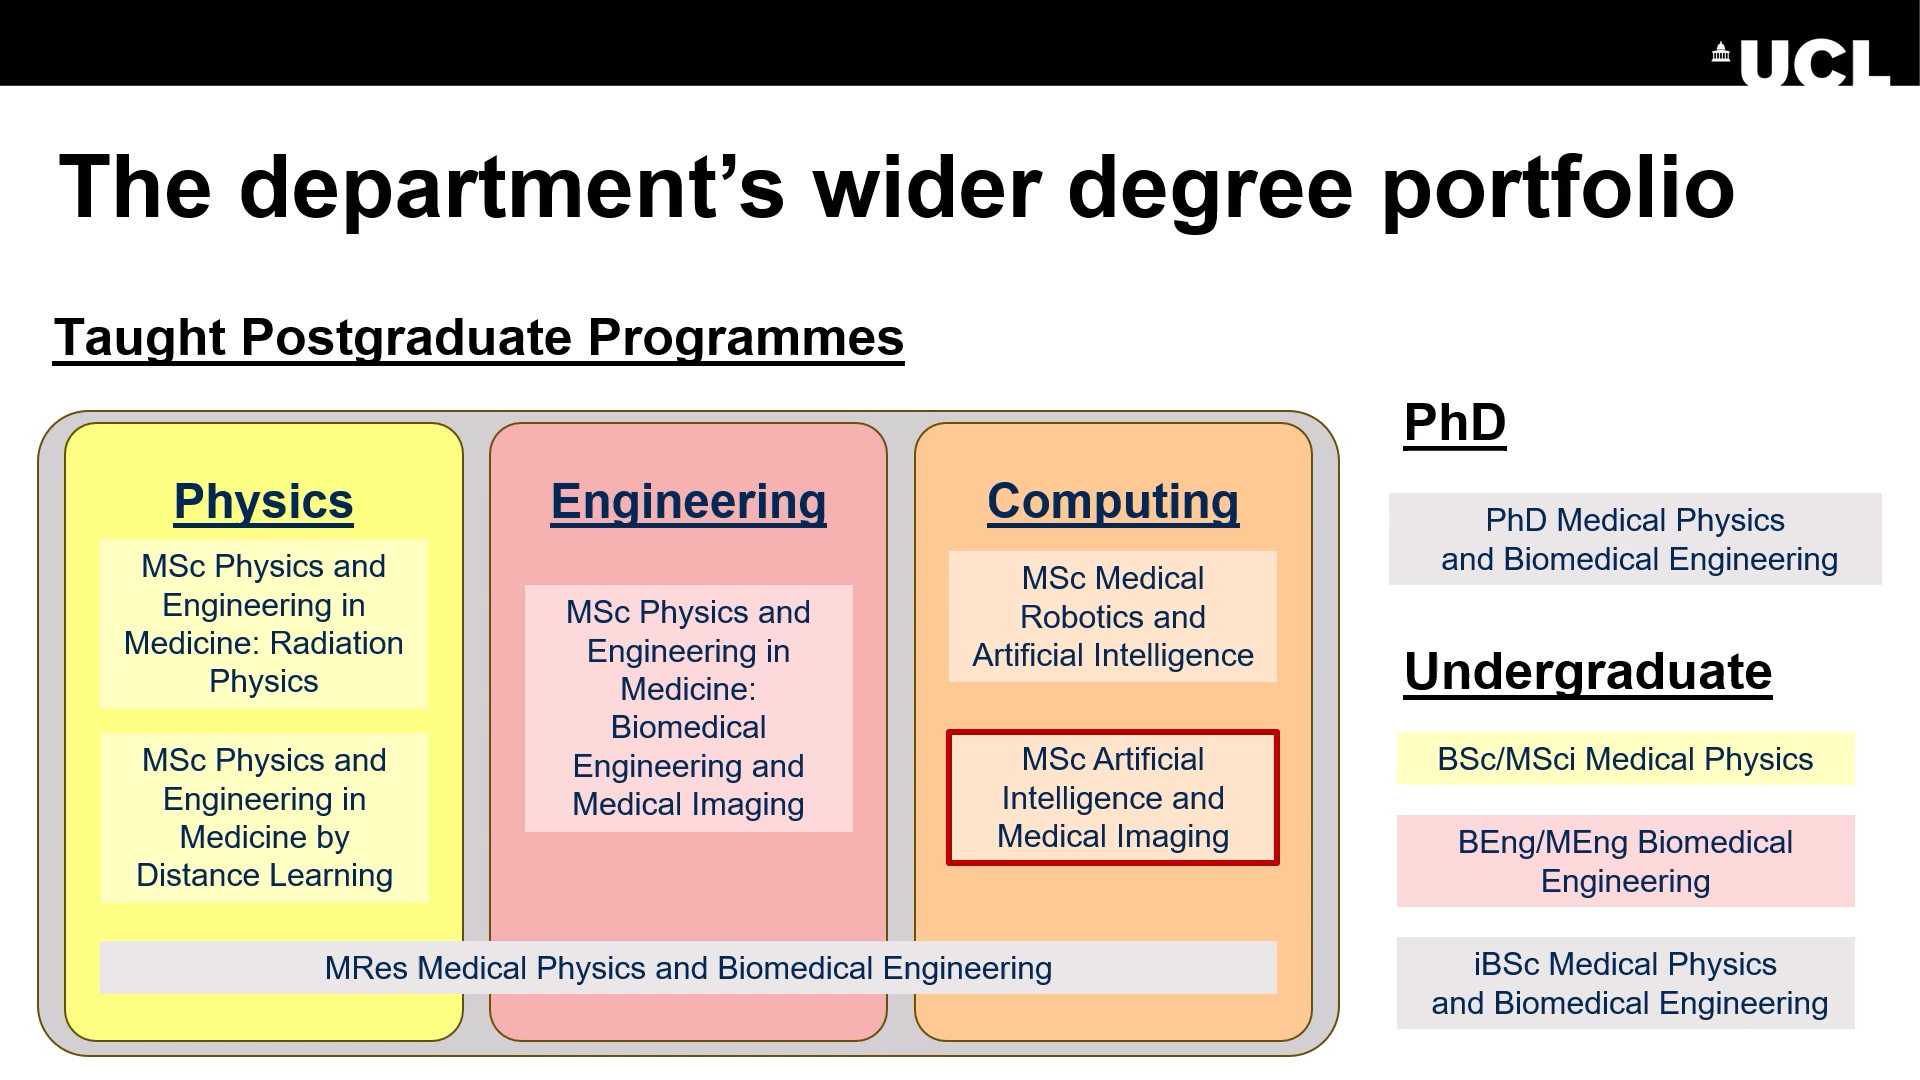 UCL
The department’s wider degree portfolio
Taught Postgraduate Programmes
Physics
MSc Physics and
Engineering in
Medicine: Radiation
Physics
MSc Physics and
Engineering in
Medicine by
Distance Learning
Engineering
MSc Physics and
Engineering in
Medicine:
Biomedical
Engineering and
Medical Imaging
Computing
MSc Medical
Robotics and
Artificial Intelligence
MSc Artificial
Intelligence and
Medical Imaging
MRes Medical Physics and Biomedical Engineering
PhD
PhD Medical Physics
and Biomedical Engineering
Undergraduate
BSc/MSci Medical Physics
BEng/MEng Biomedical
Engineering
iBSc Medical Physics
and Biomedical Engineering